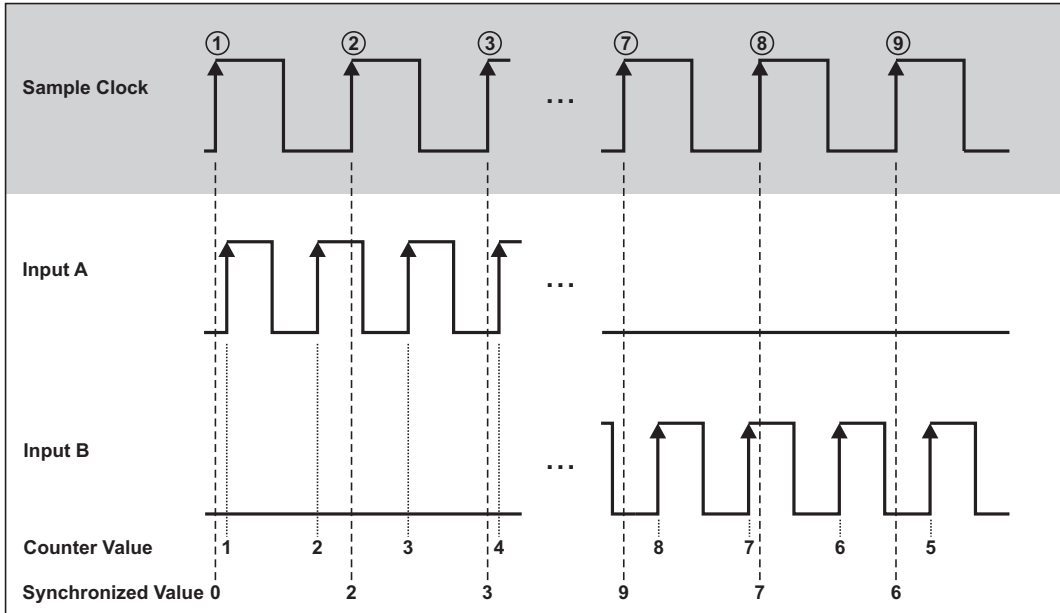 ① ② ③ ⑦ ⑧ ⑨
Sample Clock
...
Input A
...
Input B
...
Counter Value 1 2 3 4 8 7 6 5
Synchronized Value 0 2 3 9 7 6